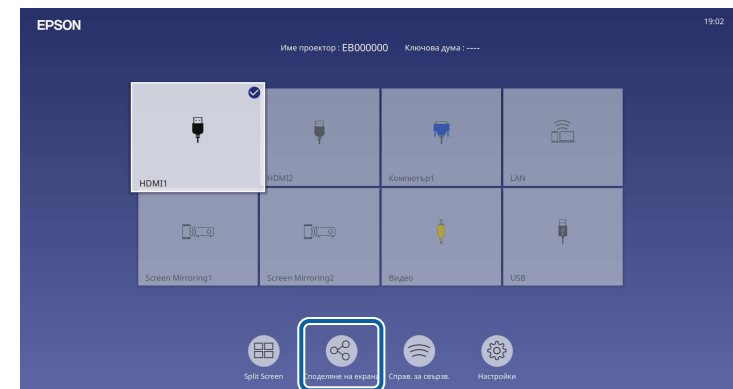 EPSON
19:02
Име проектор : EB000000 Ключова дума : ----
HDMI1
HDMI2
Компютър1
LAN
Screen Mirroring1
Screen Mirroring2
Видео
USB
Split Screen
Споделяне на екрана
Справ. за свързв.
Настройки